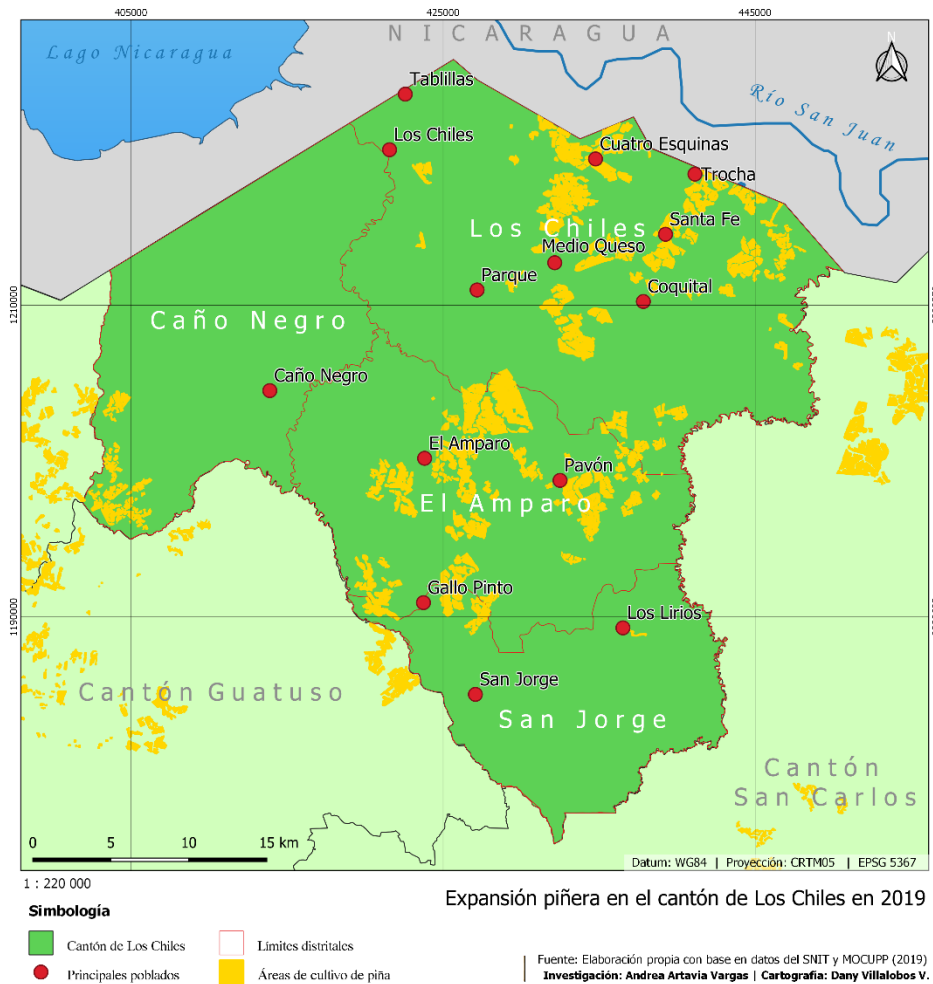 405000
425000
445000
NICARAGUA
Lago Nicaragua
N
Río San Juan
Tablillas
Los Chiles
Cuatro Esquinas
Trocha
Santa Fe
Los Chiles
Medio Queso
Parque
Coquital
1210000
Caño Negro
Caño Negro
El Amparo
Pavón
El Amparo
Gallo Pinto
1190000
Los Lirios
San Jorge
Cantón Guatuso
San Jorge
Cantón
San Carlos
0 5 10 15 km
Datum: WG84 | Proyección: CRTM05 | EPSG 5367
1 : 220 000
Expansión piñera en el cantón de Los Chiles en 2019
Simbología
Cantón de Los Chiles
Límites distritales
Principales poblados
Áreas de cultivo de piña
Fuente: Elaboración propia con base en datos del SNIT y MOCUPP (2019)
Investigación: Andrea Artavia Vargas | Cartografía: Dany Villalobos V.